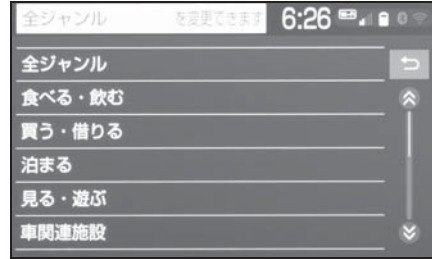 全ジャンル を変更できます 6:26
全ジャンル
食べる・飲む
買う・借りる
泊まる
見る・遊ぶ
車関連施設